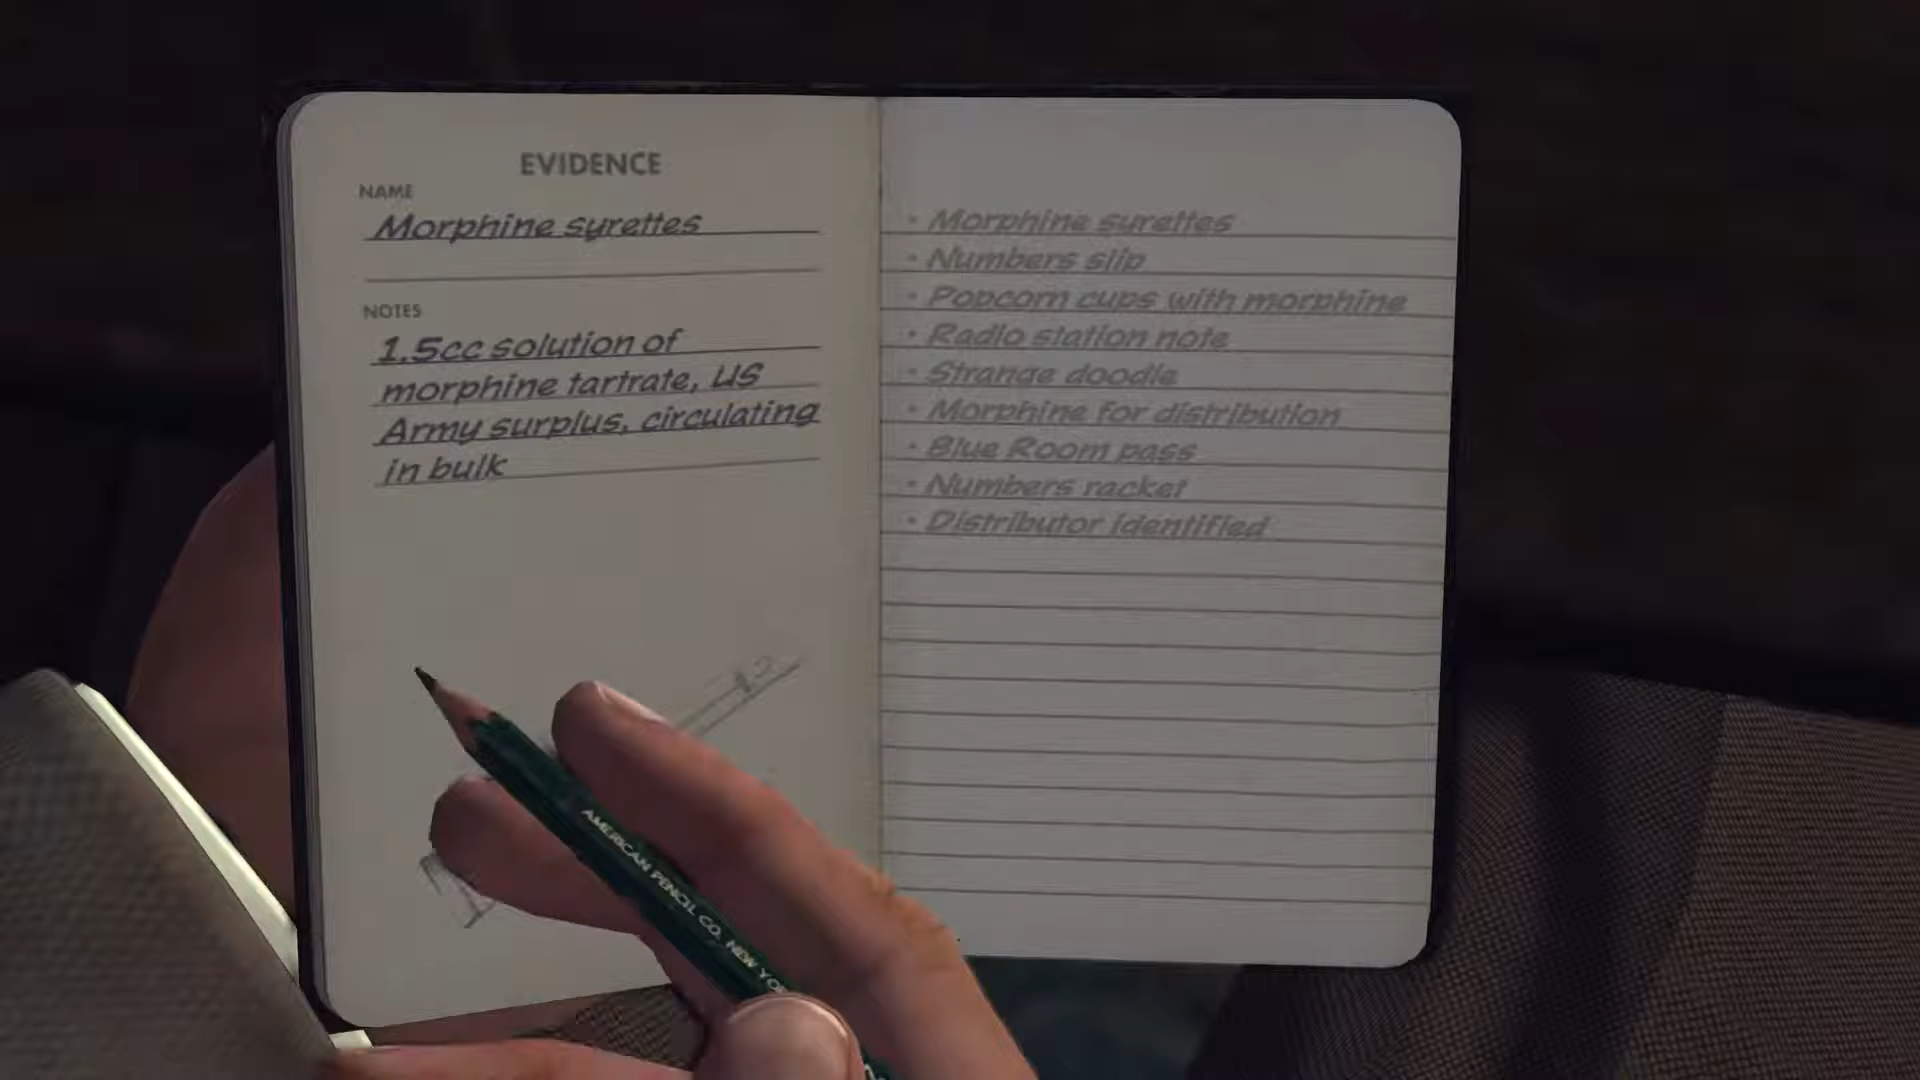 EVIDENCE
NAME
Morphine syrettes
NOTES
1.5cc solution of
morphine tartrate, US
Army surplus, circulating
in bulk
• Morphine surettes
• Numbers slip
• Popcorn cups with morphine
• Radio station note
• Strange doodle
• Morphine for distribution
• Blue Room pass
• Numbers racket
• Distributor identified
AMERICAN PENCIL CO. NEW YO